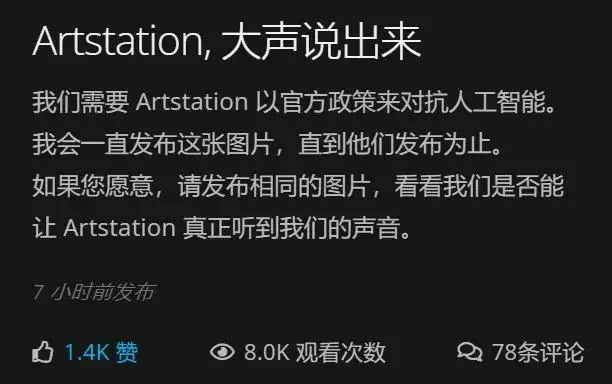 Artstation, 大声说出来
我们需要 Artstation 以官方政策来对抗人工智能。
我会一直发布这张图片，直到他们发布为止。
如果您愿意，请发布相同的图片，看看我们是否能
让 Artstation 真正听到我们的声音。
7 小时前发布
1.4K 赞 8.0K 观看次数 78条评论